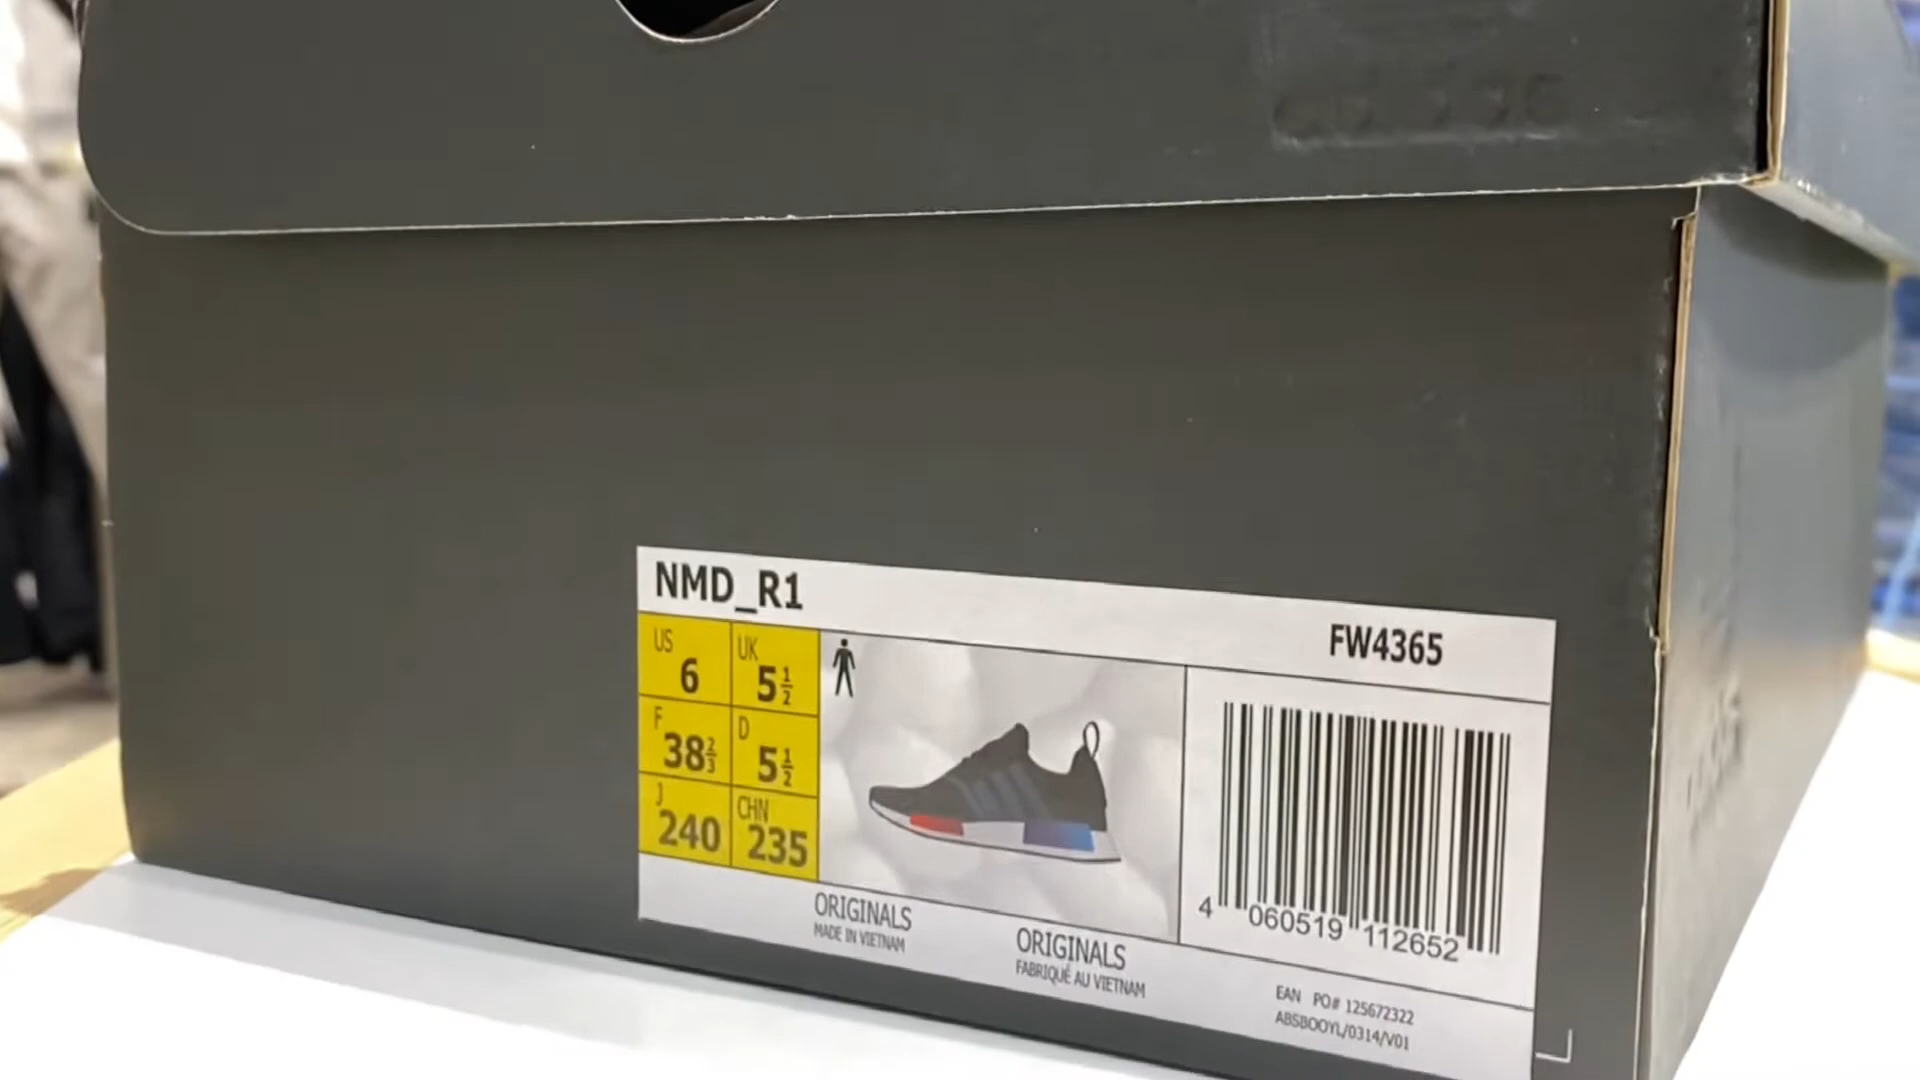 NMD_R1
FW4365
US 6 UK 5 1/2
F 38 2/3 D 5 1/2
J 240 CHN 235
4 060519 112652
ORIGINALS
MADE IN VIETNAM
ORIGINALS
FABRIQUÉ AU VIETNAM
EAN PO# 125672322
ABSBOOYL/0314/V01